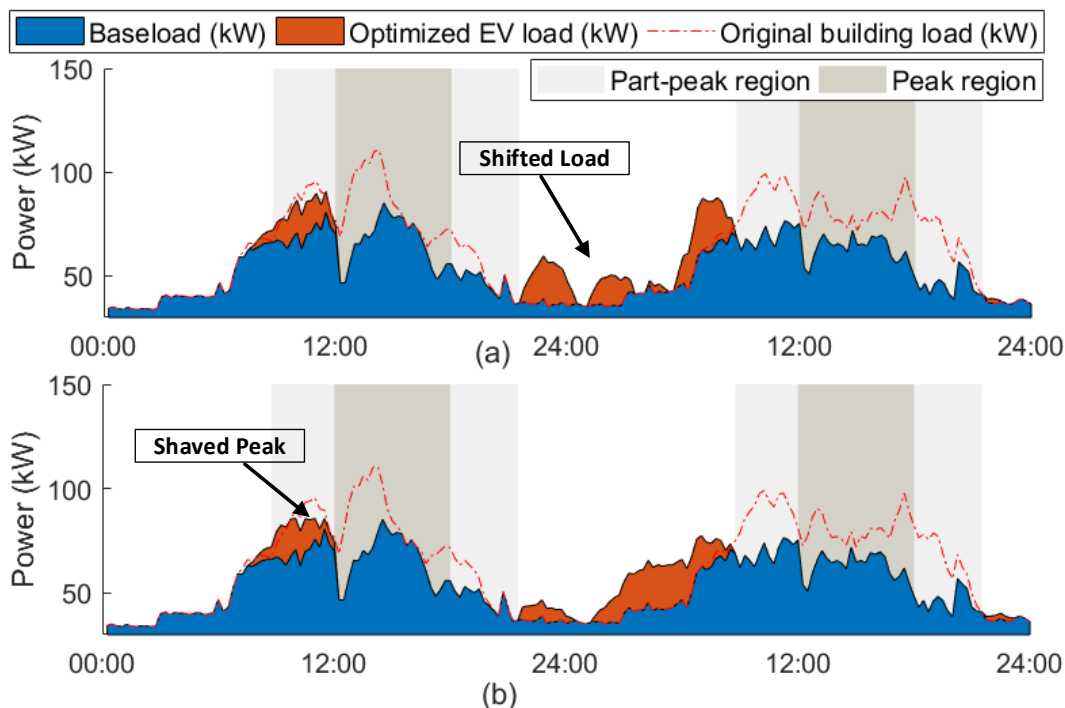 Baseload (kW) Optimized EV load (kW) Original building load (kW)
Part-peak region Peak region
150
100
50
Power (kW)
Shifted Load
00:00 12:00 24:00 12:00 24:00
(a)
150
100
50
Power (kW)
Shaved Peak
00:00 12:00 24:00 12:00 24:00
(b)